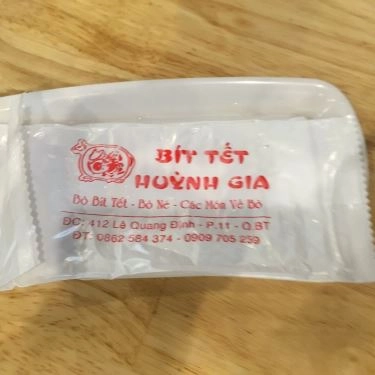 BÍT TẾT
HUỲNH GIA
Bò Bít Tết - Bò Né - Các Món Về Bò
ĐC: 412 Lê Quang Định - P.11 - Q.BT
ĐT: 0862 584 374 - 0909 705 259